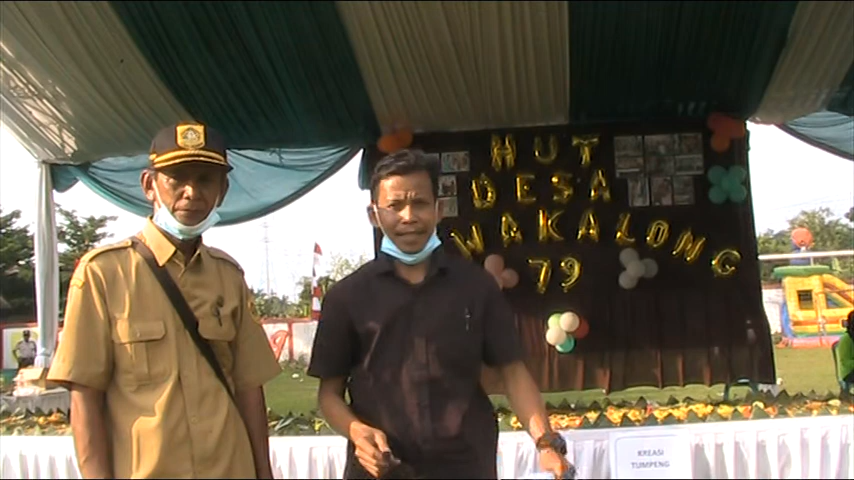 HUT
DESA
WAKALONG
79
KREASI
TUMPENG